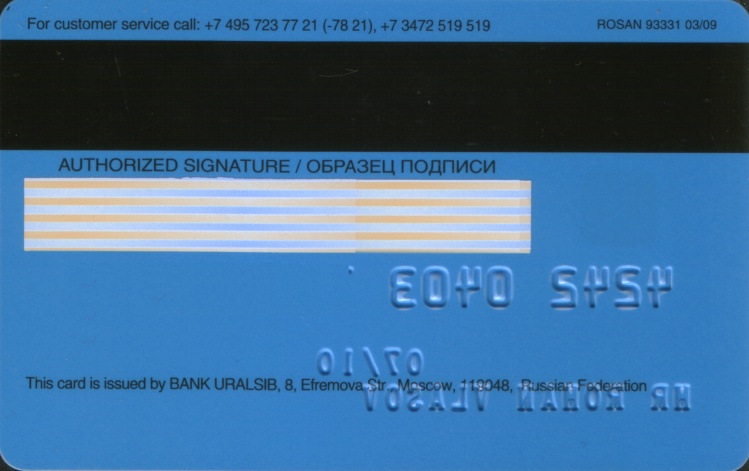 For customer service call: +7 495 723 77 21 (-78 21), +7 3472 519 519 ROSAN 93331 03/09
AUTHORIZED SIGNATURE / ОБРАЗЕЦ ПОДПИСИ
4242 0403
07/10
This card is issued by BANK URALSIB, 8, Efremova Str., Moscow, 119048, Russian Federation
MR ROMAN VLASOV